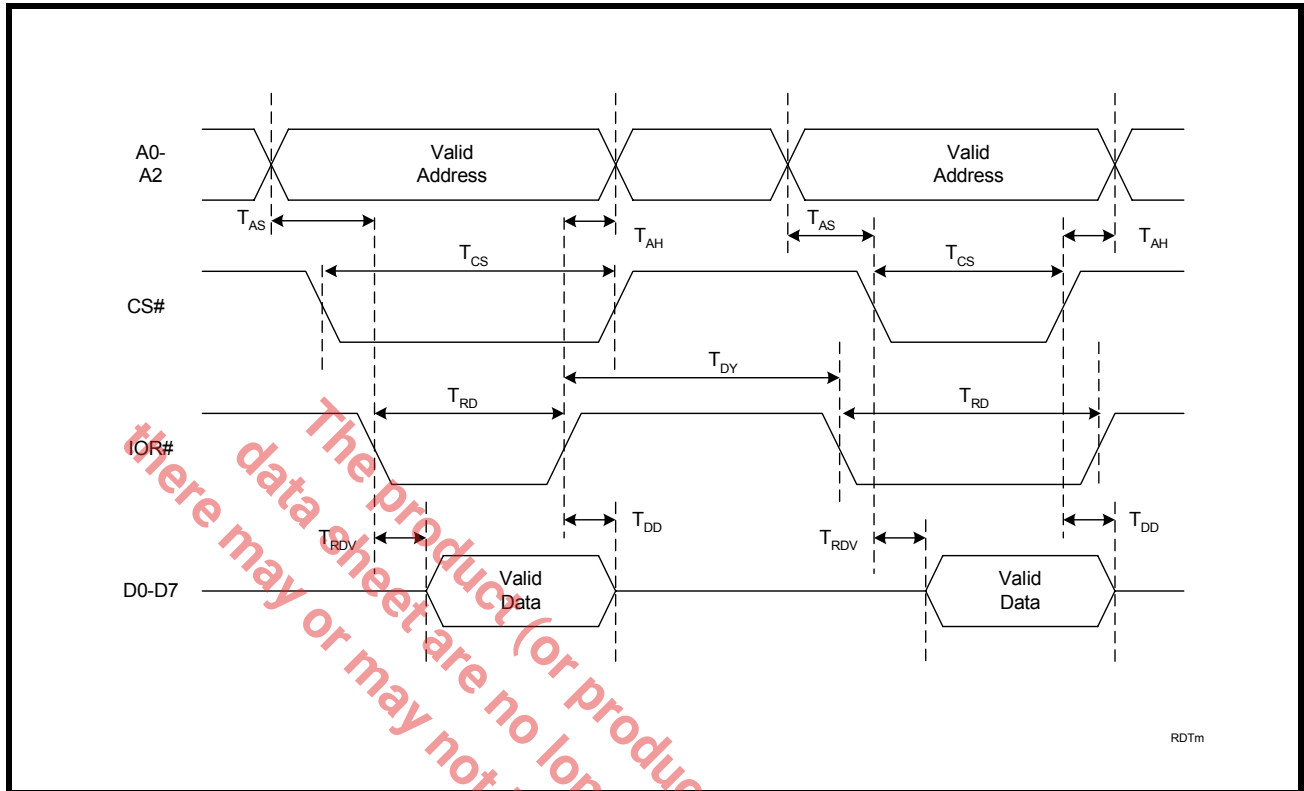 A0-
A2
Valid
Address
Valid
Address
TAS
TAH
TAS
TAH
CS#
TCS
TCS
TDY
IOR#
TRD
TRD
TRDV
TDD
TRDV
TDD
D0-D7
Valid
Data
Valid
Data
The product (or produc
data sheet are no lon
there may or may not
RDTm